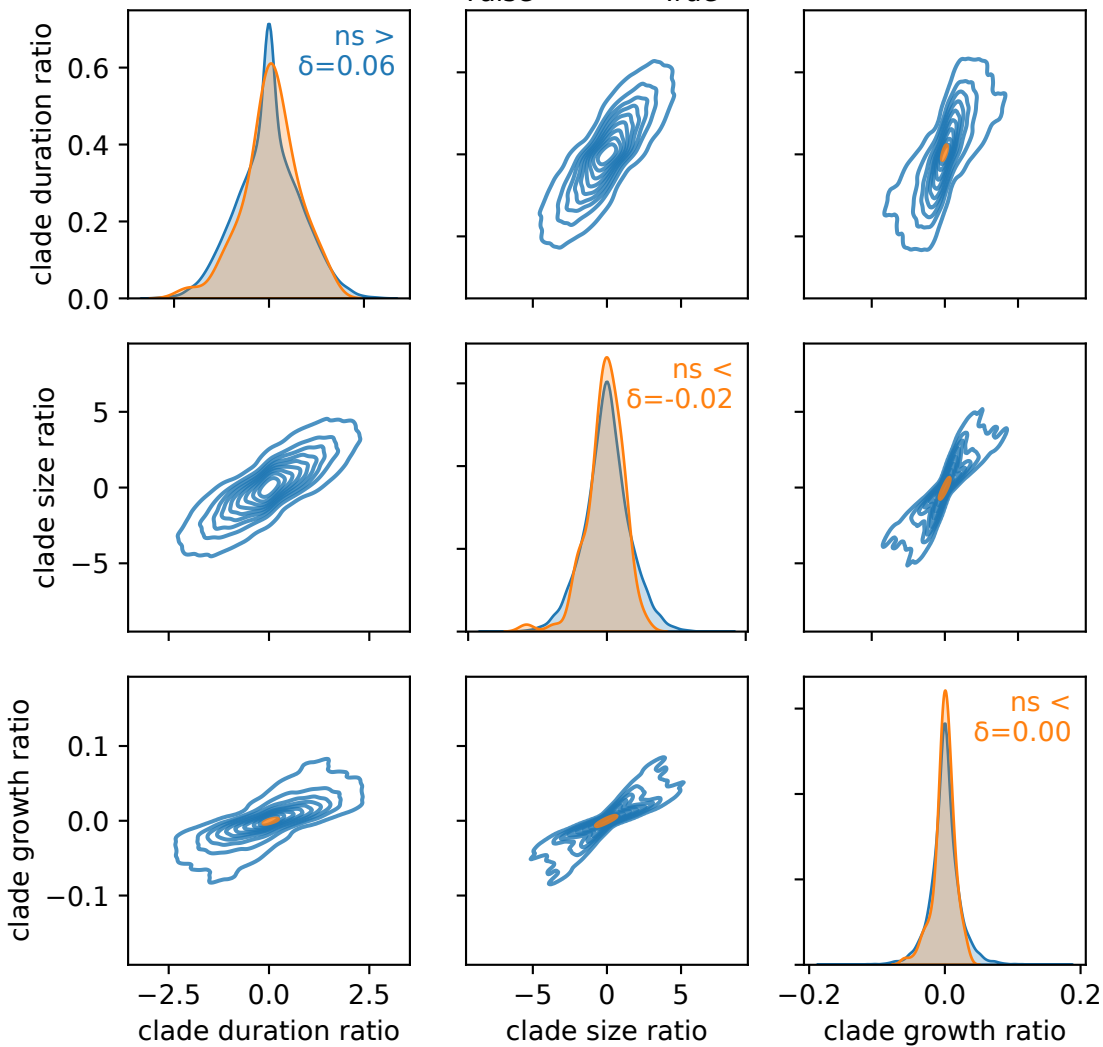 ns >
δ=0.06
clade duration ratio
0.6
0.4
0.2
0.0
ns <
δ=-0.02
clade size ratio
5
0
−5
ns <
δ=0.00
clade growth ratio
0.1
0.0
−0.1
−2.5 0.0 2.5
−5 0 5
−0.2 0.0 0.2
clade duration ratio
clade size ratio
clade growth ratio